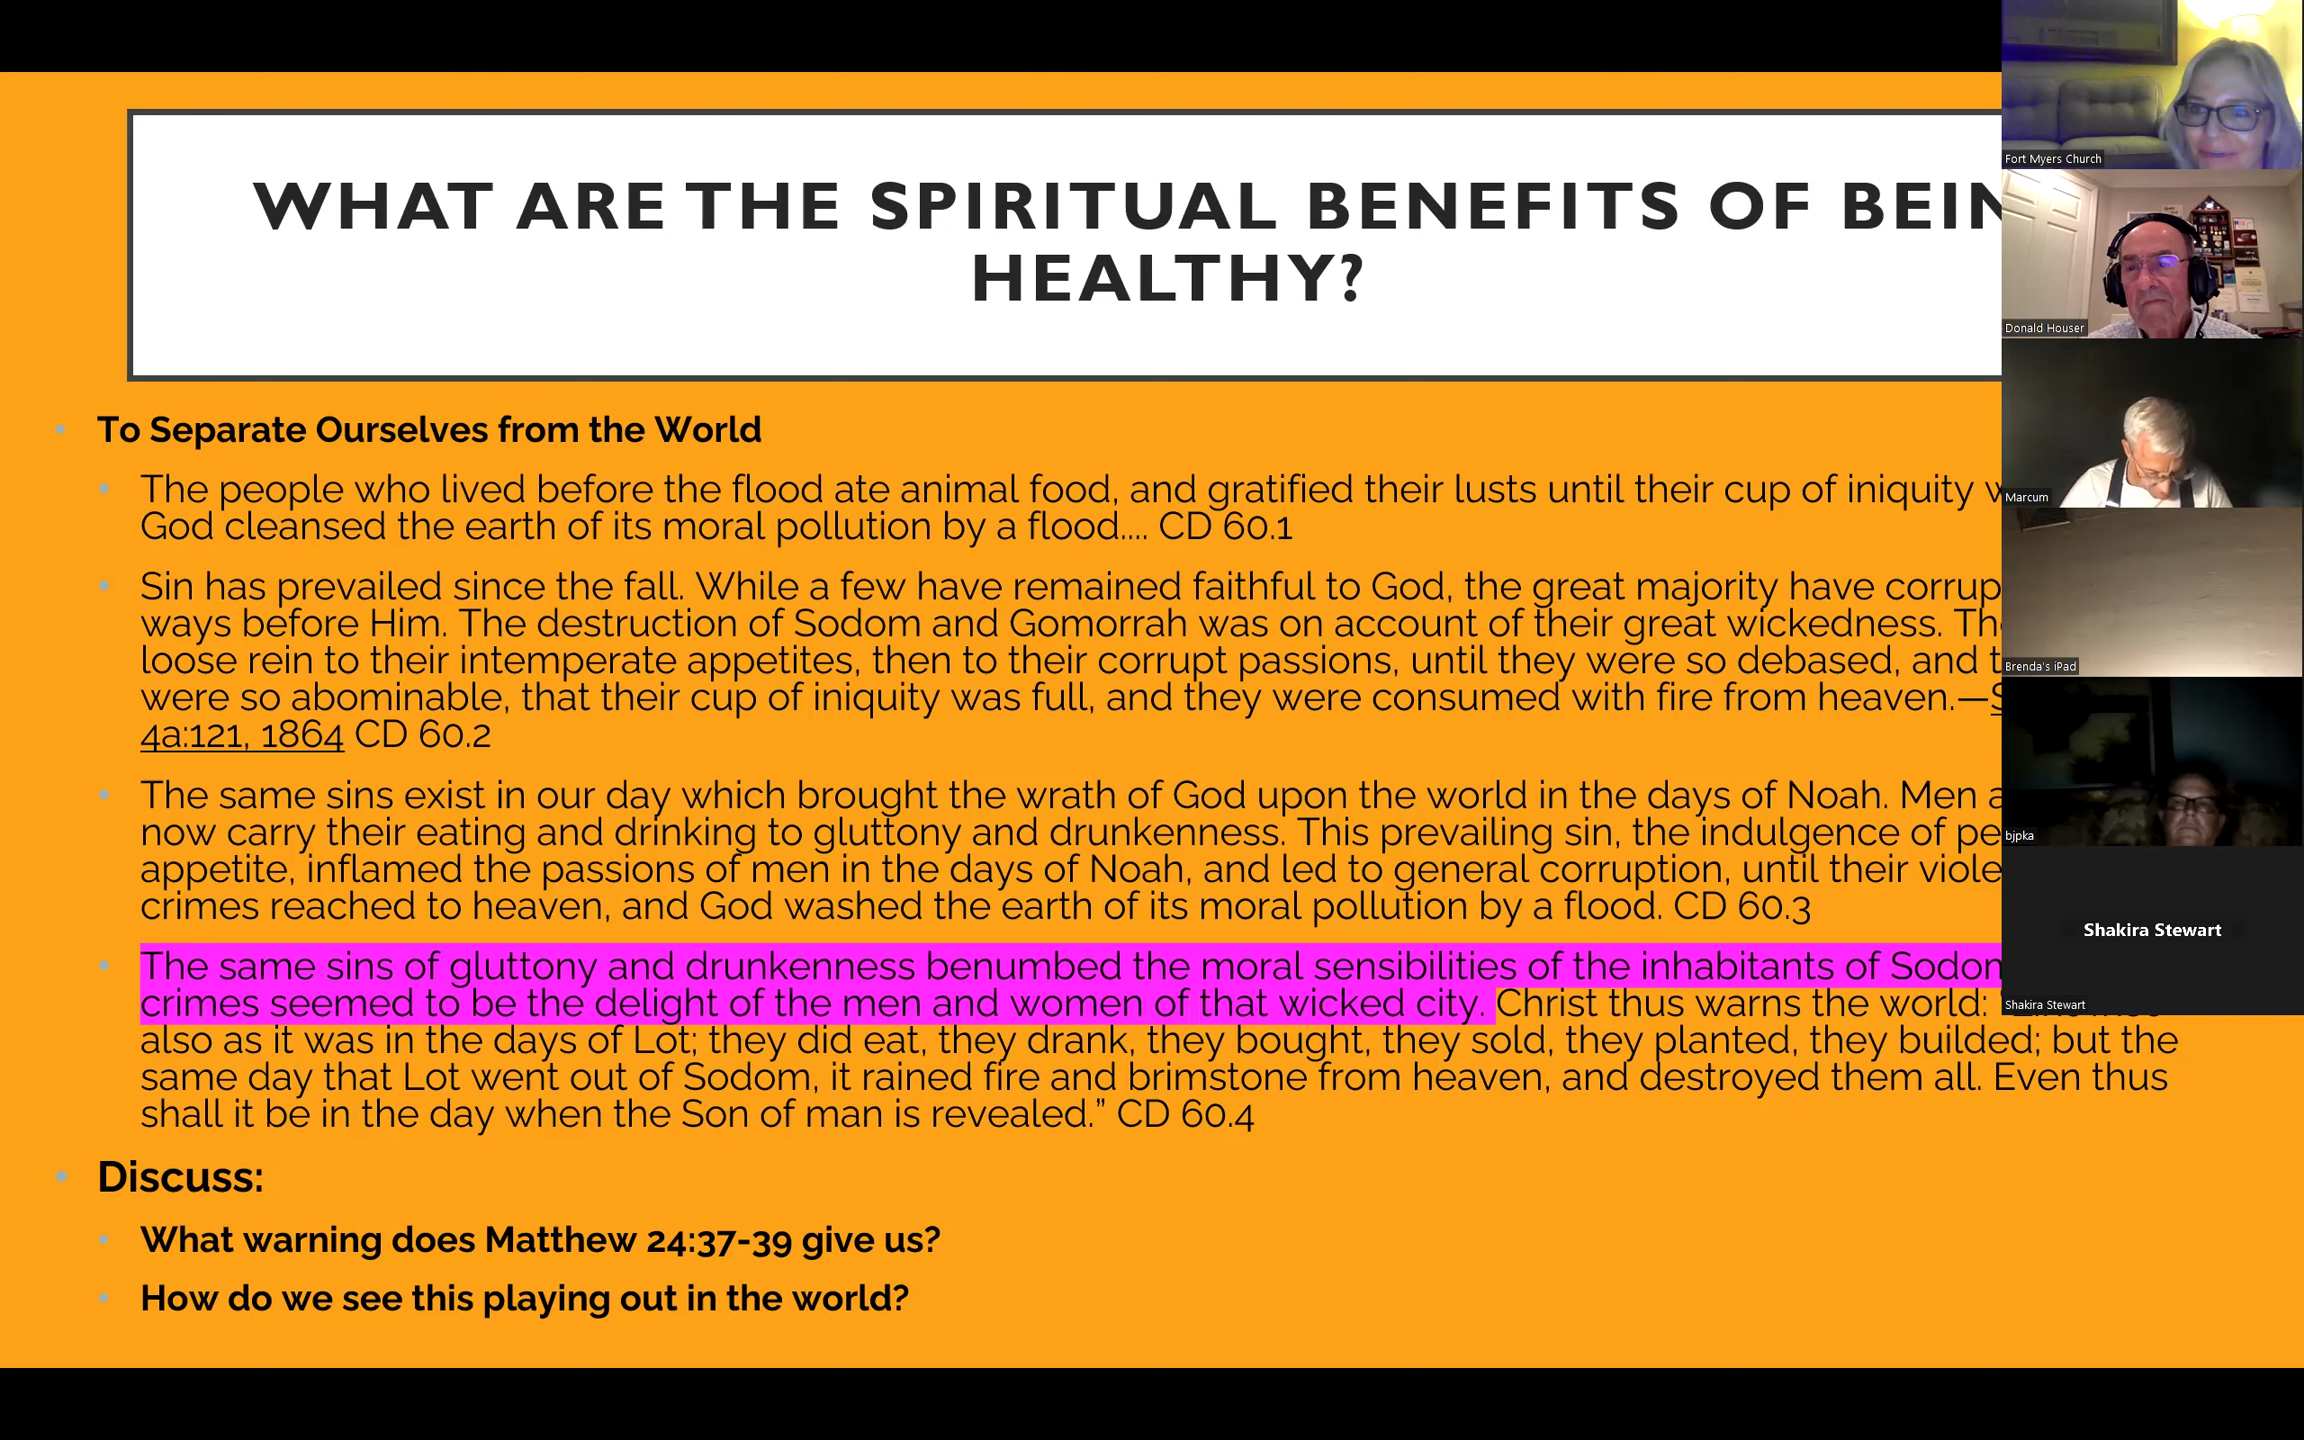 WHAT ARE THE SPIRITUAL BENEFITS OF
HEALTHY?
To Separate Ourselves from the World
The people who lived before the flood ate animal food, and gratified their lusts until their cup of iniquity
God cleansed the earth of its moral pollution by a flood.... CD 60.1
Sin has prevailed since the fall. While a few have remained faithful to God, the great majority have
ways before Him. The destruction of Sodom and Gomorrah was on account of their great wickedness.
loose rein to their intemperate appetites, then to their corrupt passions, until they were so debased, and
were so abominable, that their cup of iniquity was full, and they were consumed with fire from heaven.—
4a:121, 1864 CD 60.2
The same sins exist in our day which brought the wrath of God upon the world in the days of Noah. Men
now carry their eating and drinking to gluttony and drunkenness. This prevailing sin, the indulgence of
appetite, inflamed the passions of men in the days of Noah, and led to general corruption, until their
crimes reached to heaven, and God washed the earth of its moral pollution by a flood. CD 60.3
The same sins of gluttony and drunkenness benumbed the moral sensibilities of the inhabitants of
crimes seemed to be the delight of the men and women of that wicked city. Christ thus warns the world:
also as it was in the days of Lot; they did eat, they drank, they bought, they sold, they planted, they builded; but the
same day that Lot went out of Sodom, it rained fire and brimstone from heaven, and destroyed them all. Even thus
shall it be in the day when the Son of man is revealed.” CD 60.4
Discuss:
What warning does Matthew 24:37-39 give us?
How do we see this playing out in the world?
Fort Myers Church
Donald Houser
Marcum
Brenda's iPad
bjpka
Shakira Stewart
Shakira Stewart